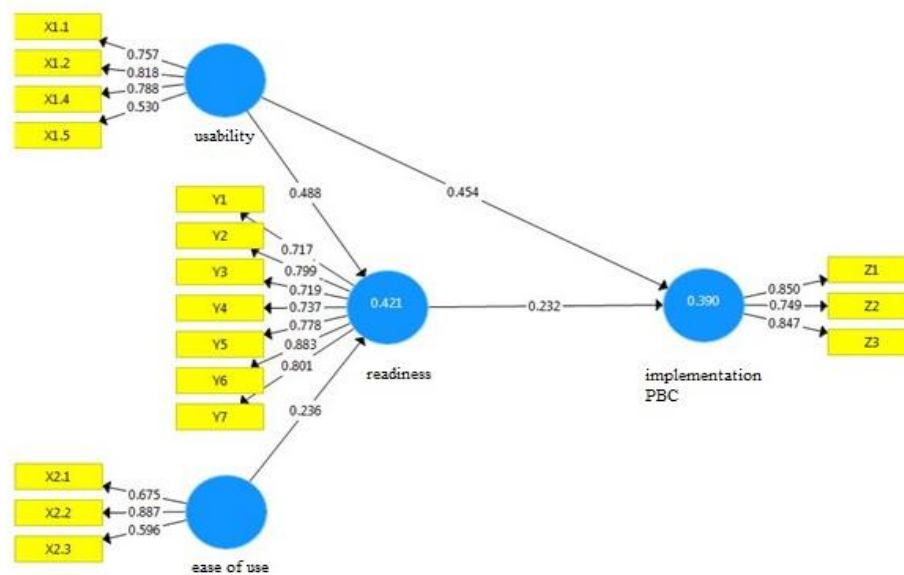 X1.1
X1.2
X1.4
X1.5
0.757
0.818
0.788
0.530
usability
0.488
0.454
Y1
Y2
Y3
Y4
Y5
Y6
Y7
0.717
0.799
0.719
0.737
0.778
0.883
0.801
0.421
readiness
0.232
0.390
implementation
PBC
0.850
0.749
0.847
Z1
Z2
Z3
0.236
X2.1
X2.2
X2.3
0.675
0.887
0.596
ease of use